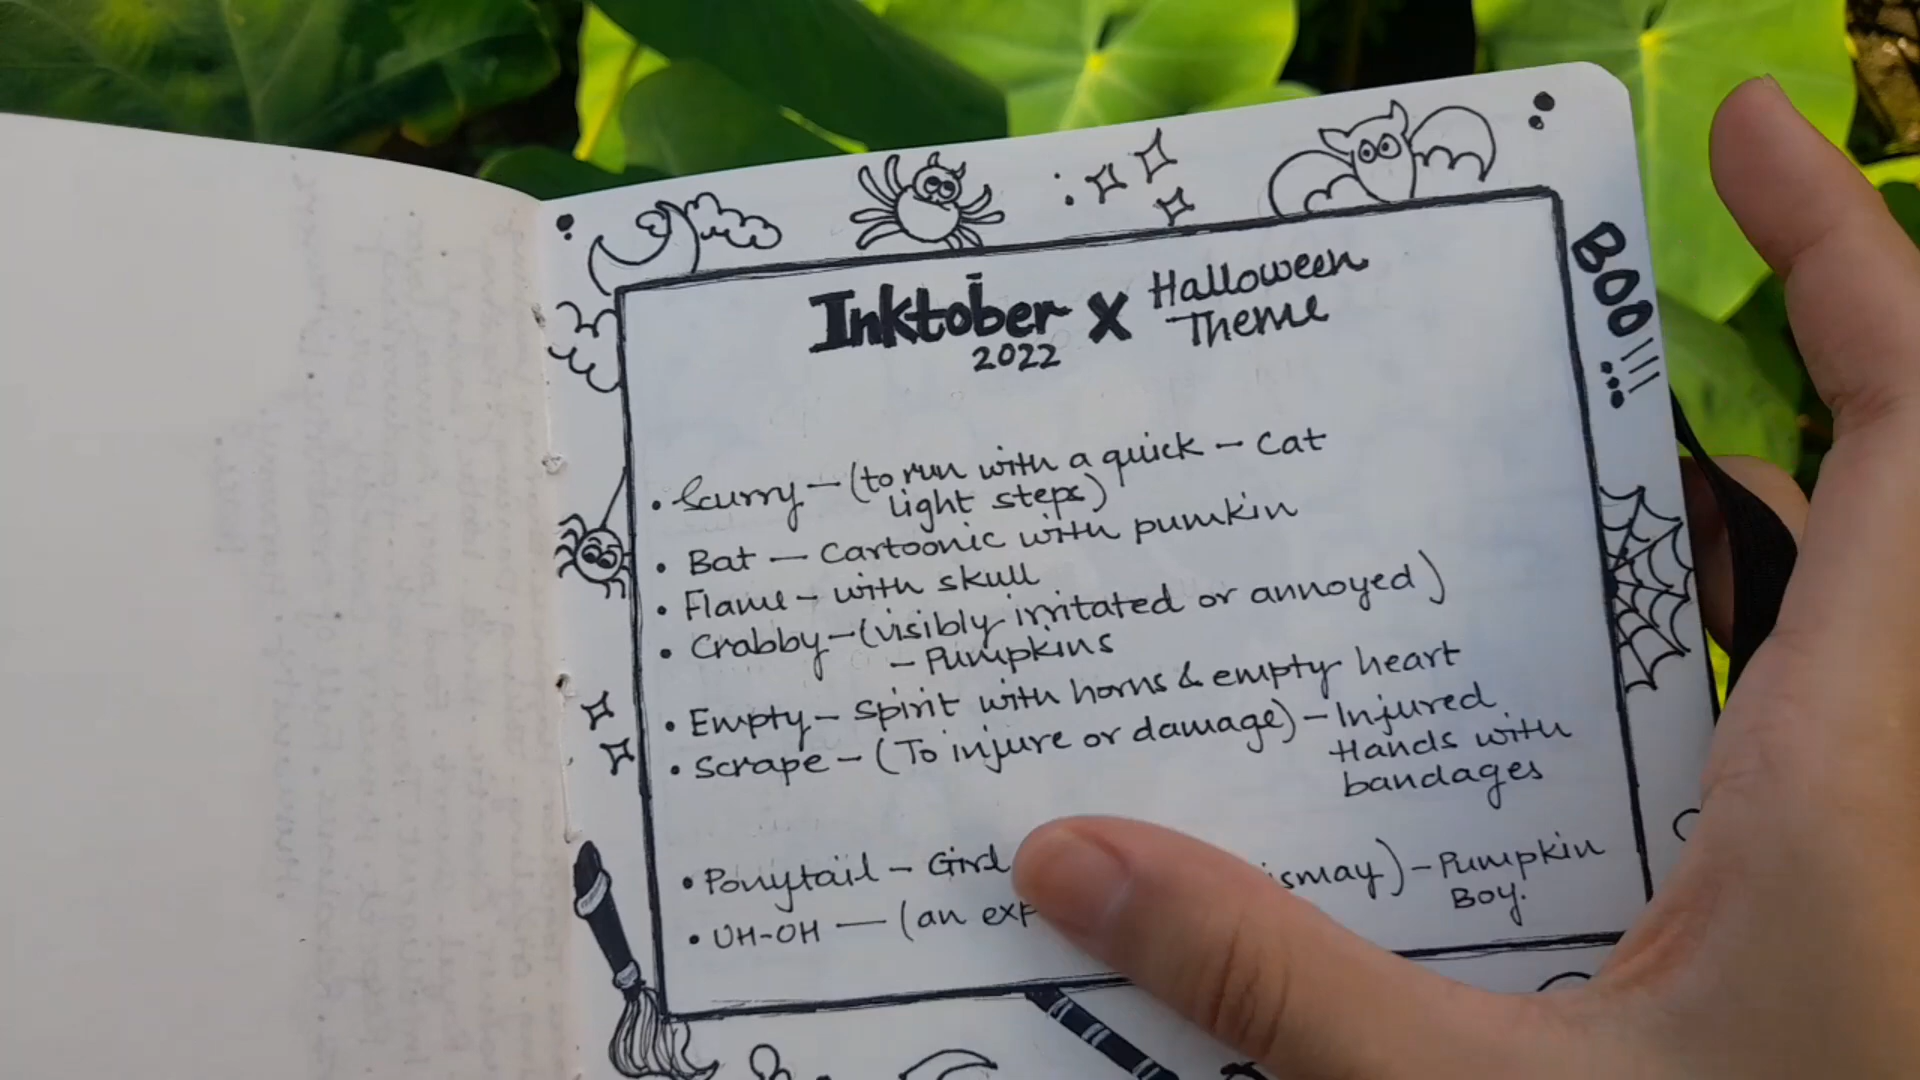 Inktober X Halloween
Theme
2022
BOO!!!
• Scurry – (to run with a quick – Cat
light steps)
• Bat – Cartoonic with pumkin
• Flame – with skull
• Crabby – (visibly irritated or annoyed)
– Pumpkins
• Empty – Spirit with horns & empty heart
• Scrape – (To injure or damage) – Injured
Hands with
bandages
• Ponytail – Girl
• UH-OH — (an exp ismay) – Pumpkin
Boy.